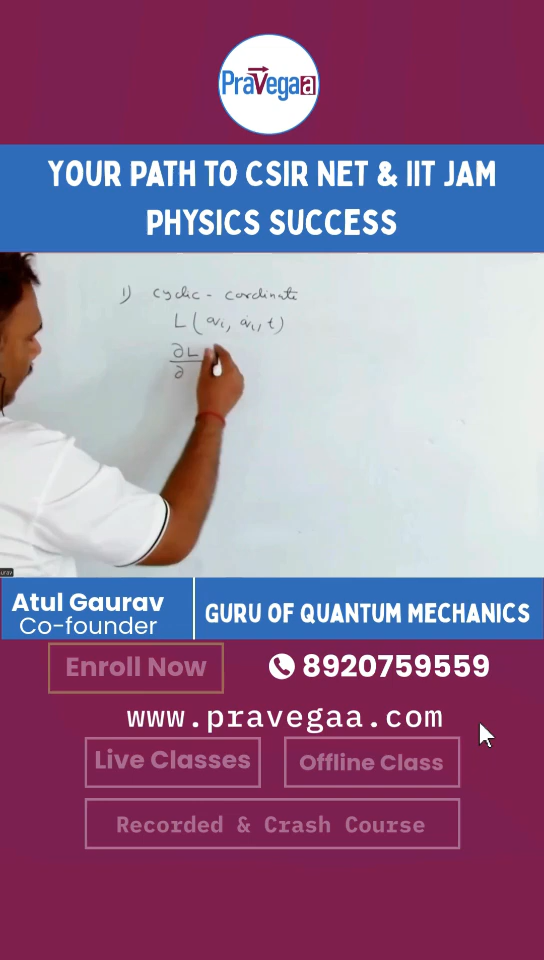 PraVegaa
YOUR PATH TO CSIR NET & IIT JAM
PHYSICS SUCCESS
1) cyclic - cordinate
L (qi, q̇i, t)
∂L
∂
Atul Gaurav
Co-founder
GURU OF QUANTUM MECHANICS
Enroll Now
8920759559
www.pravegaa.com
Live Classes
Offline Class
Recorded & Crash Course